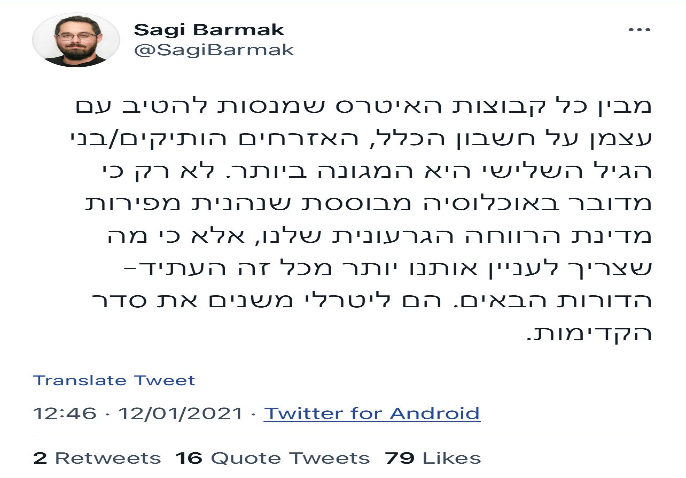 Sagi Barmak
@SagiBarmak
מבין כל קבוצות האיטרס שמנסות להטיב עם
עצמן על חשבון הכלל, האזרחים הותיקים/בני
הגיל השלישי היא המגונה ביותר. לא רק כי
מדובר באוכלוסיה מבוססת שנהנית מפירות
מדינת הרווחה הגרעונית שלנו, אלא כי מה
שצריך לעניין אותנו יותר מכל זה העתיד-
הדורות הבאים. הם ליטרלי משנים את סדר
הקדימות.
Translate Tweet
12:46 · 12/01/2021 · Twitter for Android
2 Retweets 16 Quote Tweets 79 Likes